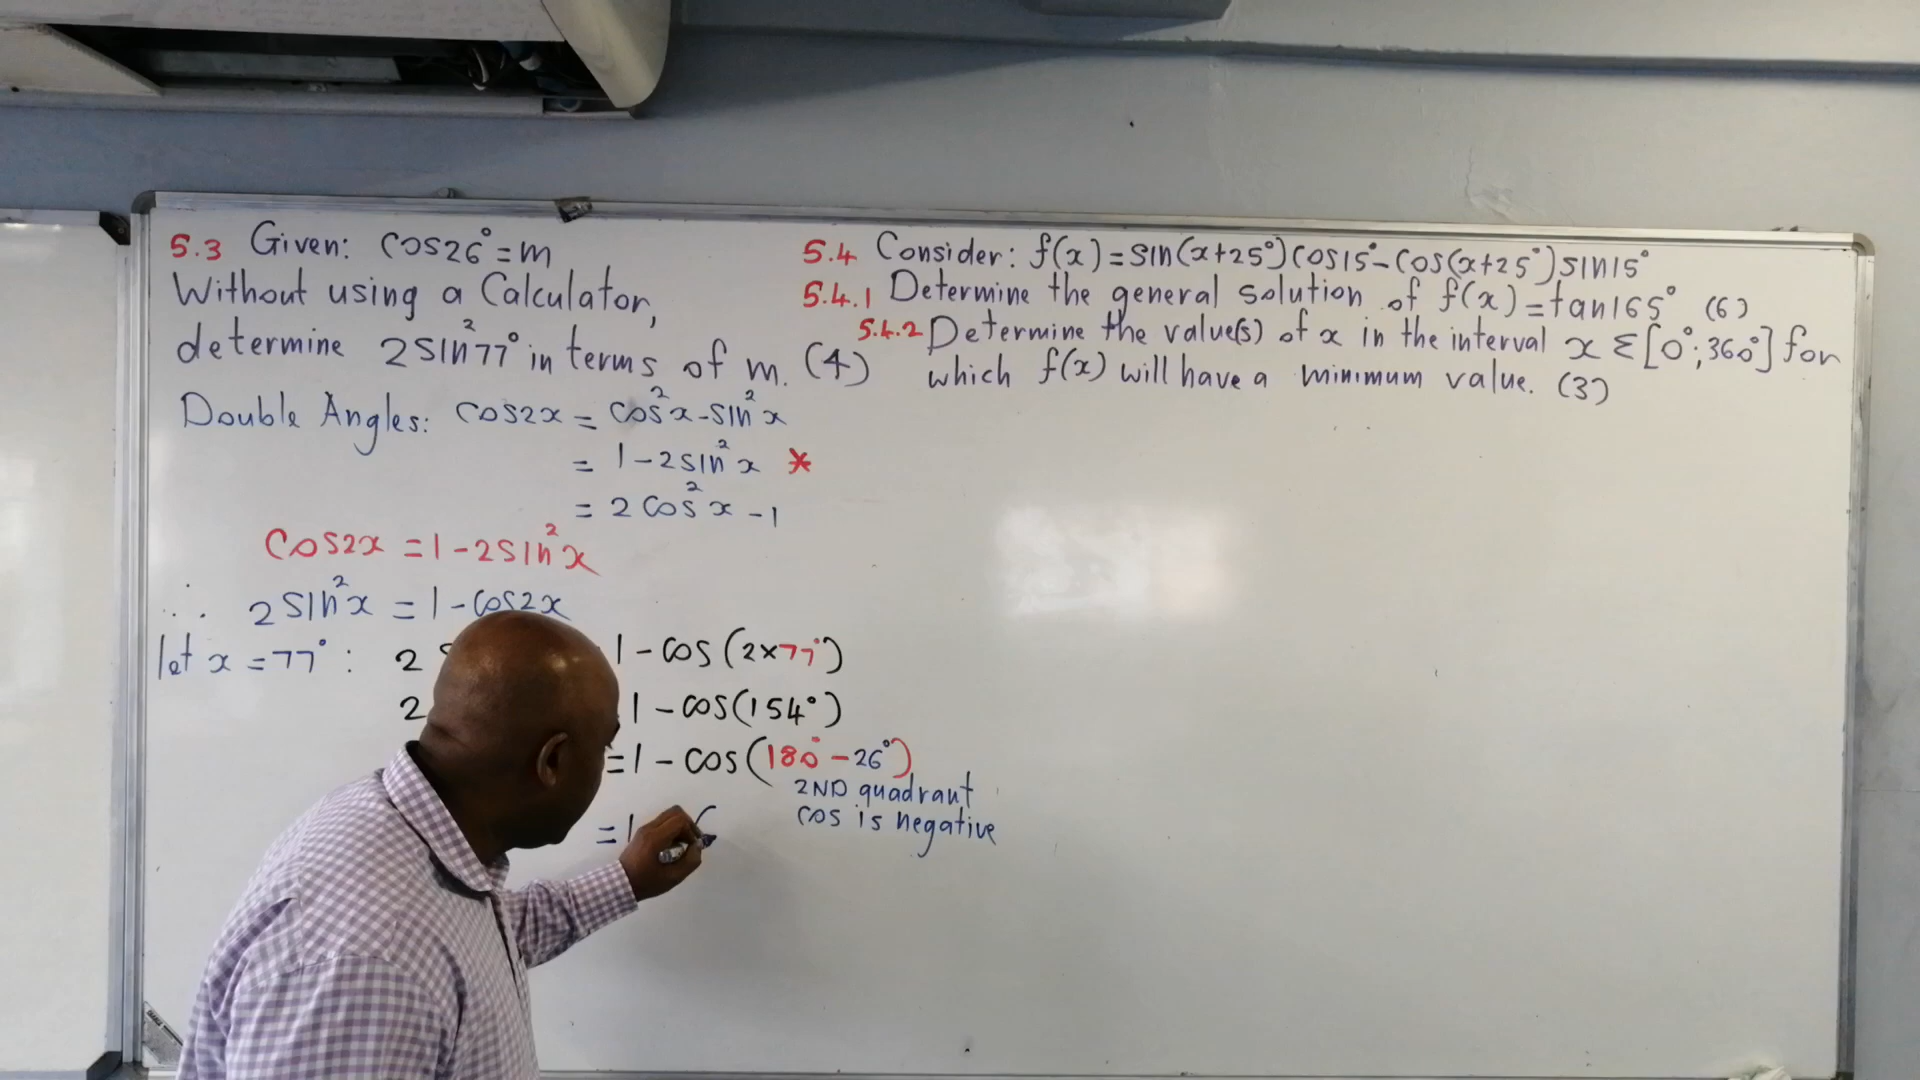 5.3 Given: cos26° = m
Without using a Calculator,
determine 2sin²77° in terms of m. (4)
Double Angles: cos2x = cos²x - sin²x
= 1 - 2sin²x *
= 2cos²x - 1
cos2x = 1 - 2sin²x
∴ 2sin²x = 1 - cos2x
let x = 77° : 2 1 - cos(2×77°)
2 1 - cos(154°)
= 1 - cos(180° - 26°)
2ND quadrant
cos is negative
= 1 (
5.4 Consider: f(x) = sin(x+25°)cos15° - cos(x+25°)sin15°
5.4.1 Determine the general solution of f(x) = tan165° (6)
5.4.2 Determine the value(s) of x in the interval x ∈ [0°; 360°] for
which f(x) will have a minimum value. (3)